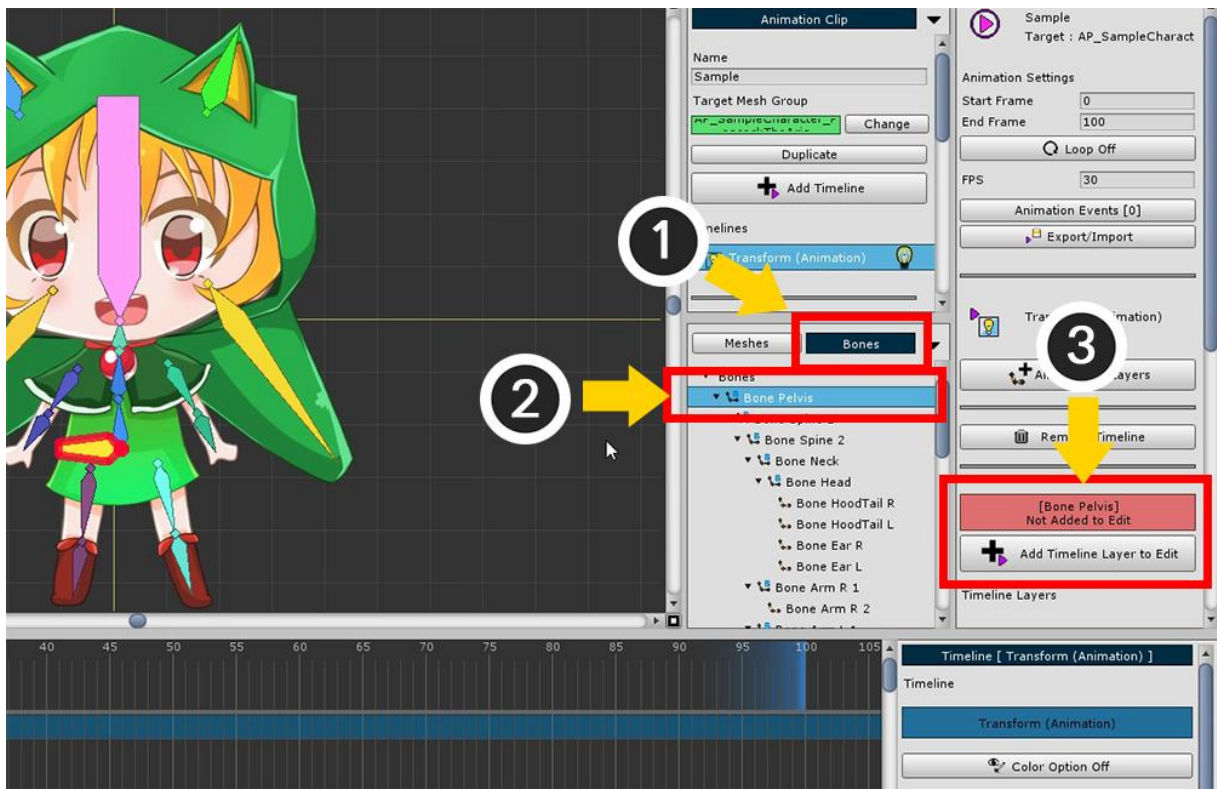 Animation Clip
Name
Sample
Target Mesh Group
Change
Duplicate
Add Timeline
nelines
Transform (Animation)
1
Meshes
Bones
2
Bones
Bone Pelvis
Bone Spine 2
Bone Neck
Bone Head
Bone HoodTail R
Bone HoodTail L
Bone Ear R
Bone Ear L
Bone Arm R 1
Bone Arm R 2
Sample
Target : AP_SampleCharact
Animation Settings
Start Frame 0
End Frame 100
Loop Off
FPS 30
Animation Events [0]
Export/Import
Tra imation)
3
ayers
Rem Timeline
[Bone Pelvis]
Not Added to Edit
Add Timeline Layer to Edit
Timeline Layers
40 45 50 55 60 65 70 75 80 85 90 95 100 105
Timeline [ Transform (Animation) ]
Timeline
Transform (Animation)
Color Option Off